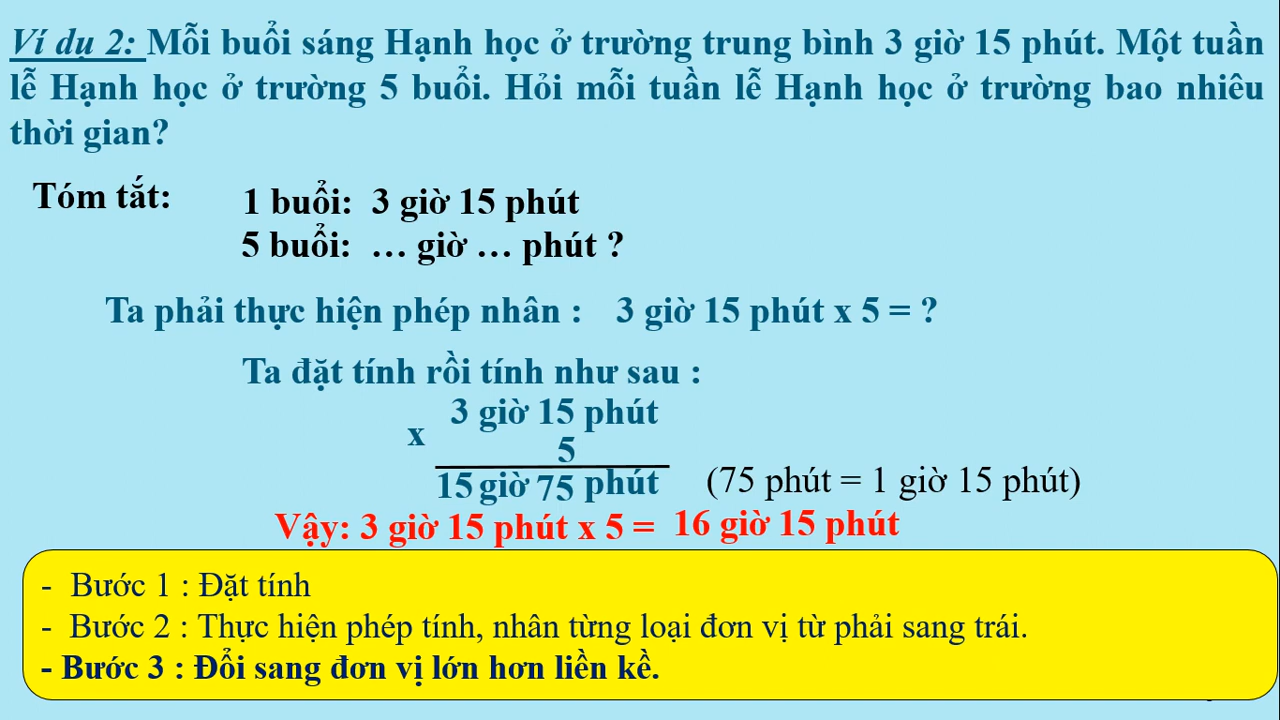 Ví dụ 2: Mỗi buổi sáng Hạnh học ở trường trung bình 3 giờ 15 phút. Một tuần
lễ Hạnh học ở trường 5 buổi. Hỏi mỗi tuần lễ Hạnh học ở trường bao nhiêu
thời gian?
Tóm tắt:
1 buổi: 3 giờ 15 phút
5 buổi: … giờ … phút ?
Ta phải thực hiện phép nhân : 3 giờ 15 phút x 5 = ?
Ta đặt tính rồi tính như sau :
3 giờ 15 phút
x
5
15 giờ 75 phút (75 phút = 1 giờ 15 phút)
Vậy: 3 giờ 15 phút x 5 = 16 giờ 15 phút
- Bước 1 : Đặt tính
- Bước 2 : Thực hiện phép tính, nhân từng loại đơn vị từ phải sang trái.
- Bước 3 : Đổi sang đơn vị lớn hơn liền kề.